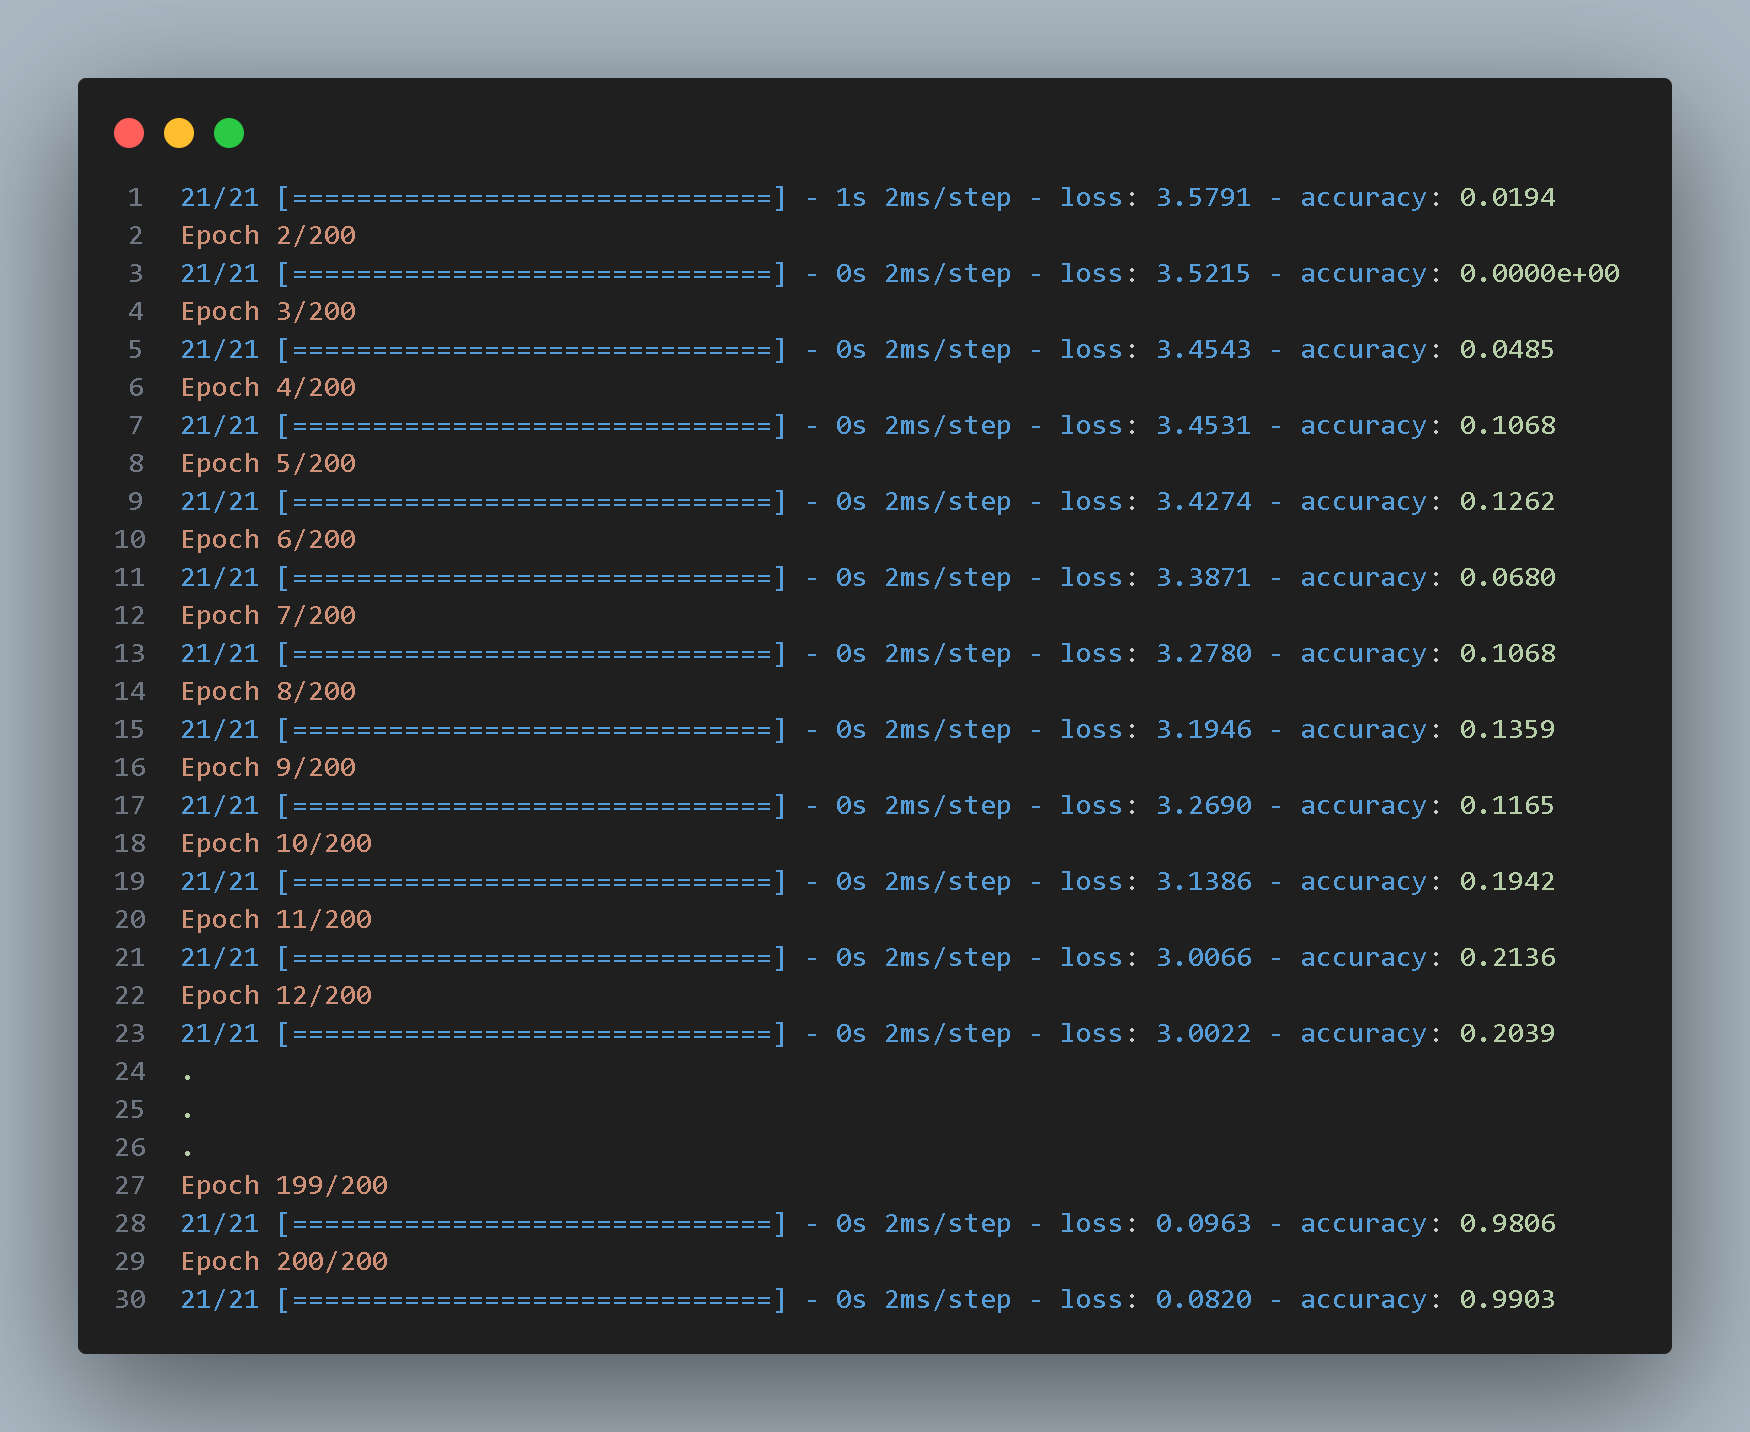 1 21/21 [==============================] - 1s 2ms/step - loss: 3.5791 - accuracy: 0.0194
2 Epoch 2/200
3 21/21 [==============================] - 0s 2ms/step - loss: 3.5215 - accuracy: 0.0000e+00
4 Epoch 3/200
5 21/21 [==============================] - 0s 2ms/step - loss: 3.4543 - accuracy: 0.0485
6 Epoch 4/200
7 21/21 [==============================] - 0s 2ms/step - loss: 3.4531 - accuracy: 0.1068
8 Epoch 5/200
9 21/21 [==============================] - 0s 2ms/step - loss: 3.4274 - accuracy: 0.1262
10 Epoch 6/200
11 21/21 [==============================] - 0s 2ms/step - loss: 3.3871 - accuracy: 0.0680
12 Epoch 7/200
13 21/21 [==============================] - 0s 2ms/step - loss: 3.2780 - accuracy: 0.1068
14 Epoch 8/200
15 21/21 [==============================] - 0s 2ms/step - loss: 3.1946 - accuracy: 0.1359
16 Epoch 9/200
17 21/21 [==============================] - 0s 2ms/step - loss: 3.2690 - accuracy: 0.1165
18 Epoch 10/200
19 21/21 [==============================] - 0s 2ms/step - loss: 3.1386 - accuracy: 0.1942
20 Epoch 11/200
21 21/21 [==============================] - 0s 2ms/step - loss: 3.0066 - accuracy: 0.2136
22 Epoch 12/200
23 21/21 [==============================] - 0s 2ms/step - loss: 3.0022 - accuracy: 0.2039
24 .
25 .
26 .
27 Epoch 199/200
28 21/21 [==============================] - 0s 2ms/step - loss: 0.0963 - accuracy: 0.9806
29 Epoch 200/200
30 21/21 [==============================] - 0s 2ms/step - loss: 0.0820 - accuracy: 0.9903